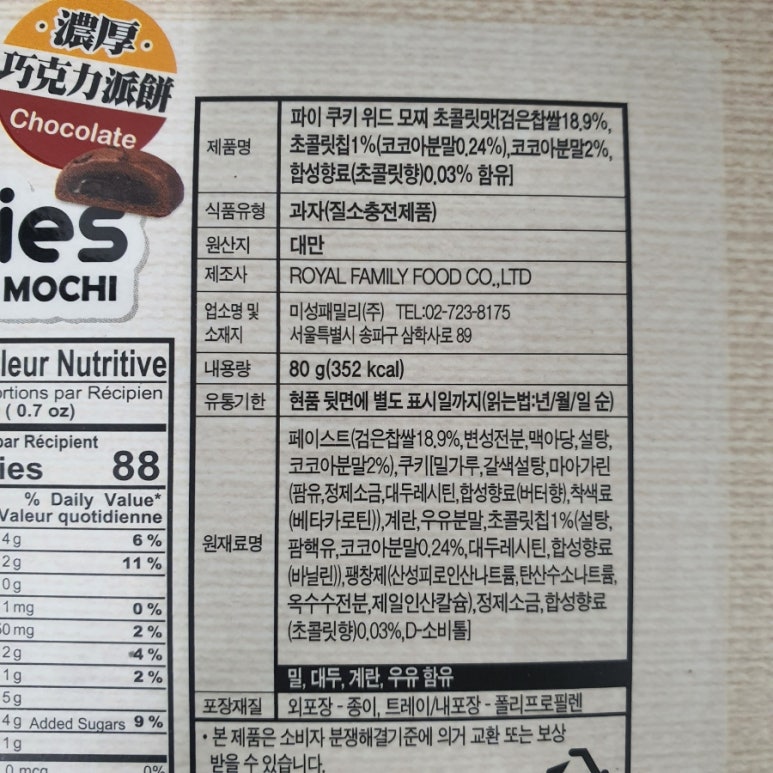 ·濃厚·
巧克力派餅
Chocolate
ies
MOCHI
leur Nutritive
ortions par Récipien
( 0.7 oz)
par Récipient
ies 88
% Daily Value*
Valeur quotidienne
4g 6%
2g 11%
0g
1mg 0%
50mg 2%
2g 4%
1g 2%
5g
4g Added Sugars 9%
1g
0mcg 0%
제품명
파이 쿠키 위드 모찌 초콜릿맛[검은찹쌀18.9%,
초콜릿칩1%(코코아분말0.24%),코코아분말2%,
합성향료(초콜릿향)0.03% 함유]
식품유형 과자(질소충전제품)
원산지 대만
제조사 ROYAL FAMILY FOOD CO.,LTD
업소명 및
소재지
미성패밀리(주) TEL:02-723-8175
서울특별시 송파구 삼학사로 89
내용량 80 g(352 kcal)
유통기한 현품 뒷면에 별도 표시일까지(읽는법:년/월/일 순)
원재료명
페이스트(검은찹쌀18.9%,변성전분,맥아당,설탕,
코코아분말2%),쿠키[밀가루,갈색설탕,마아가린
(팜유,정제소금,대두레시틴,합성향료(버터향),착색료
(베타카로틴)),계란,우유분말,초콜릿칩1%(설탕,
팜핵유,코코아분말0.24%,대두레시틴,합성향료
(바닐린)),팽창제(산성피로인산나트륨,탄산수소나트륨,
옥수수전분,제일인산칼슘),정제소금,합성향료
(초콜릿향)0.03%,D-소비톨]
밀, 대두, 계란, 우유 함유
포장재질 외포장 - 종이, 트레이/내포장 - 폴리프로필렌
· 본 제품은 소비자 분쟁해결기준에 의거 교환 또는 보상
받을 수 있습니다.